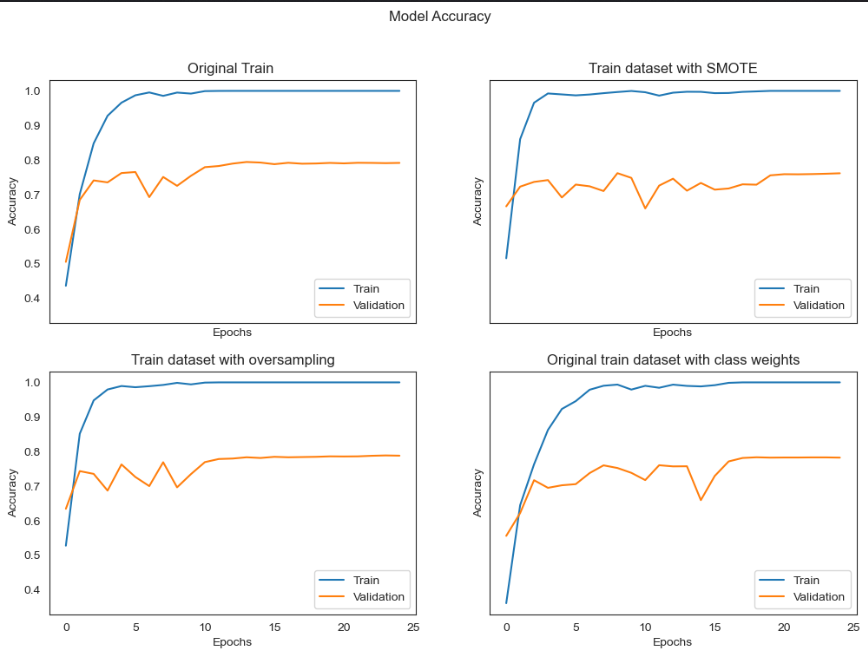 Model Accuracy
Original Train
1.0
0.9
0.8
0.7
0.6
0.5
0.4
Accuracy
Train
Validation
Epochs
Train dataset with SMOTE
Accuracy
Train
Validation
Epochs
Train dataset with oversampling
1.0
0.9
0.8
0.7
0.6
0.5
0.4
Accuracy
Train
Validation
0 5 10 15 20 25
Epochs
Original train dataset with class weights
Accuracy
Train
Validation
0 5 10 15 20 25
Epochs